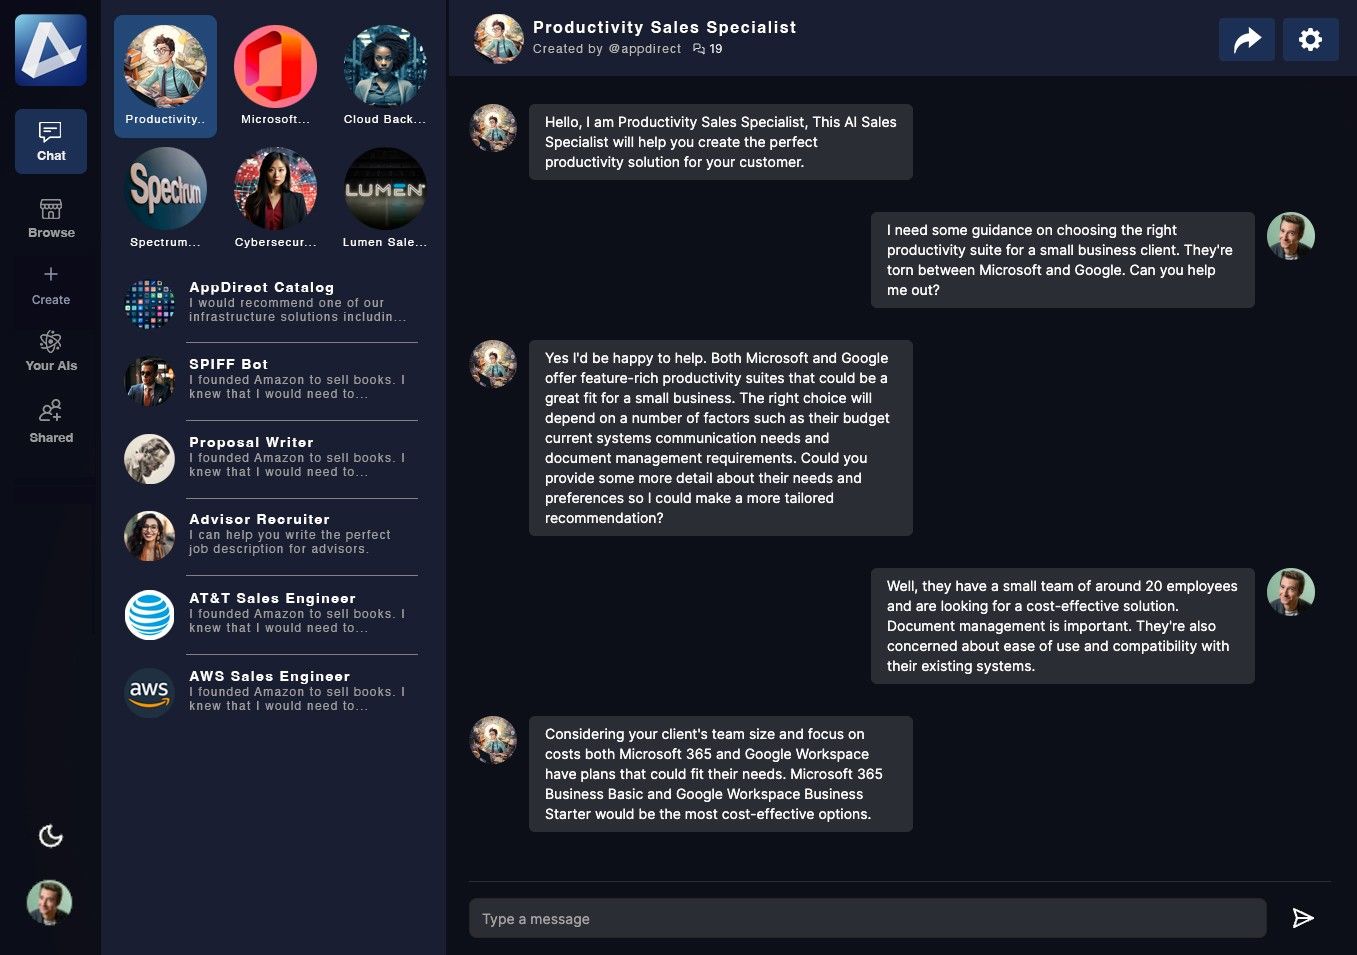 Chat
Browse
Create
Your AIs
Shared
Productivity..
Microsoft...
Cloud Back...
Spectrum
LUMEN
Spectrum...
Cybersecur...
Lumen Sale...
AppDirect Catalog
I would recommend one of our
infrastructure solutions includin...
SPIFF Bot
I founded Amazon to sell books. I
knew that I would need to...
Proposal Writer
I founded Amazon to sell books. I
knew that I would need to...
Advisor Recruiter
I can help you write the perfect
job description for advisors.
AT&T Sales Engineer
I founded Amazon to sell books. I
knew that I would need to...
aws
AWS Sales Engineer
I founded Amazon to sell books. I
knew that I would need to...
Productivity Sales Specialist
Created by @appdirect 19
Hello, I am Productivity Sales Specialist, This AI Sales
Specialist will help you create the perfect
productivity solution for your customer.
I need some guidance on choosing the right
productivity suite for a small business client. They're
torn between Microsoft and Google. Can you help
me out?
Yes I'd be happy to help. Both Microsoft and Google
offer feature-rich productivity suites that could be a
great fit for a small business. The right choice will
depend on a number of factors such as their budget
current systems communication needs and
document management requirements. Could you
provide some more detail about their needs and
preferences so I could make a more tailored
recommendation?
Well, they have a small team of around 20 employees
and are looking for a cost-effective solution.
Document management is important. They're also
concerned about ease of use and compatibility with
their existing systems.
Considering your client's team size and focus on
costs both Microsoft 365 and Google Workspace
have plans that could fit their needs. Microsoft 365
Business Basic and Google Workspace Business
Starter would be the most cost-effective options.
Type a message